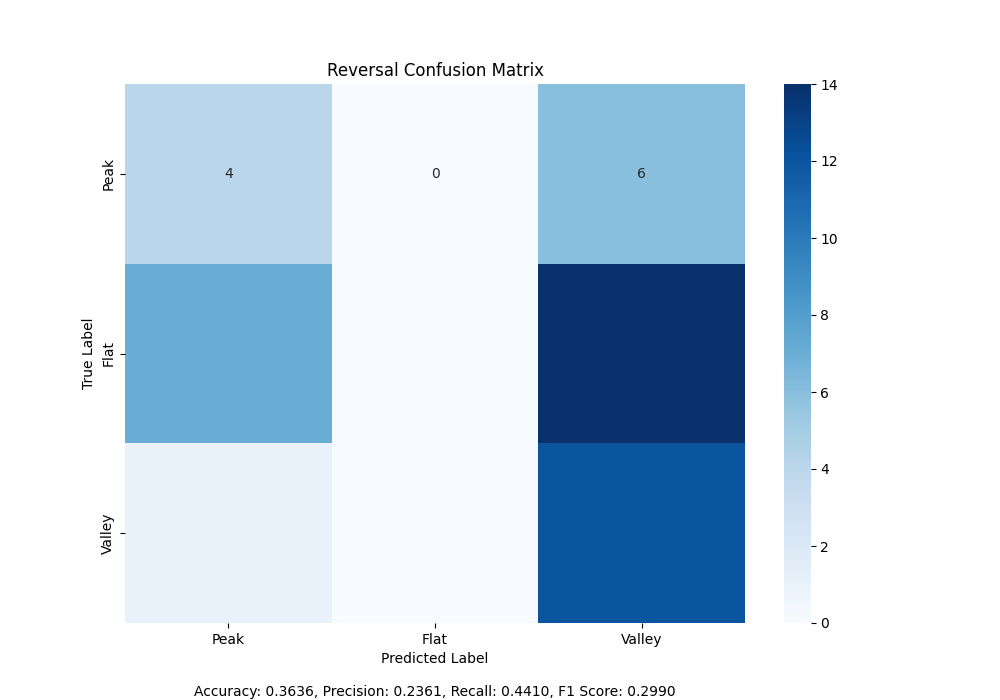 Reversal Confusion Matrix
14
12
10
8
6
4
2
0
Peak
4 0 6
True Label
Flat
Valley
Peak Flat Valley
Predicted Label
Accuracy: 0.3636, Precision: 0.2361, Recall: 0.4410, F1 Score: 0.2990